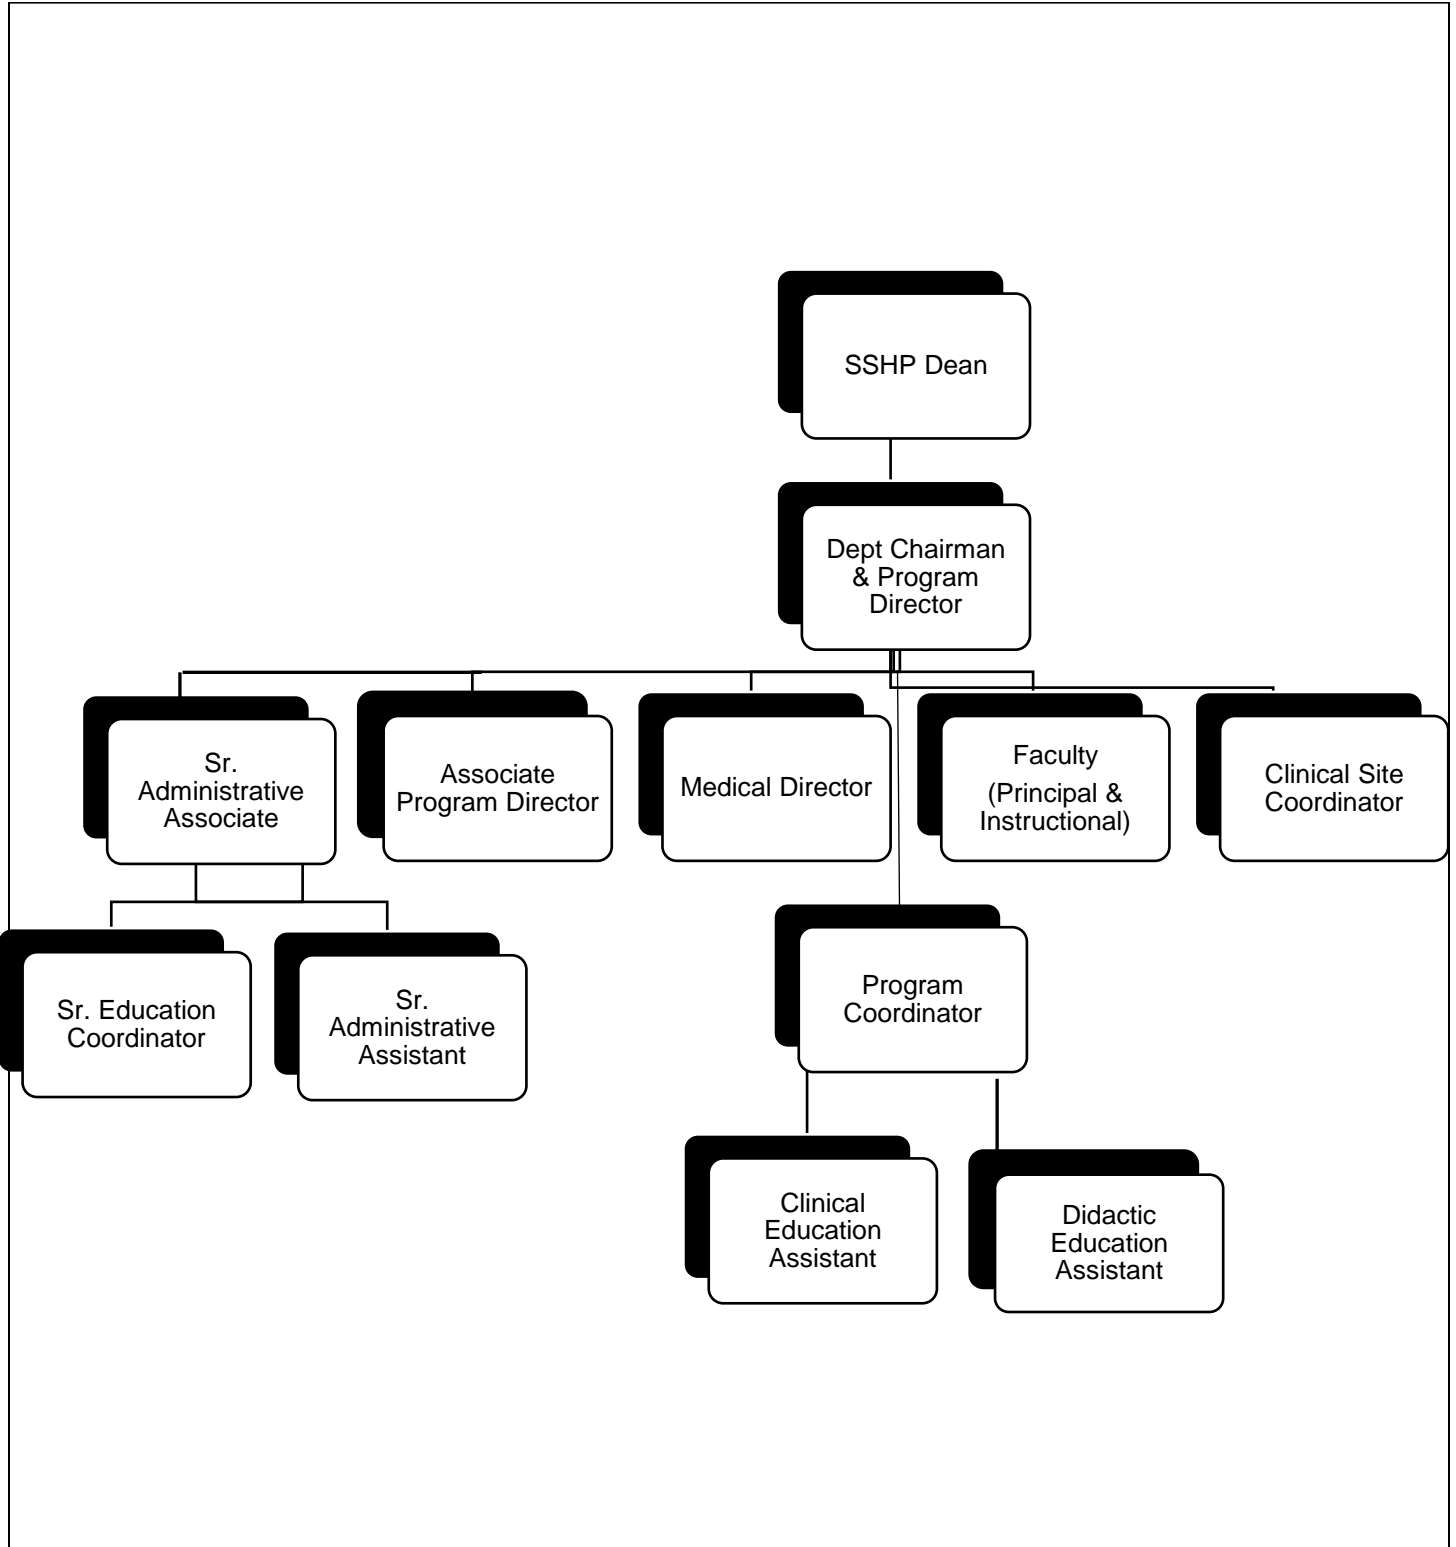 SSHP Dean
Dept Chairman
& Program
Director
Sr.
Administrative
Associate
Associate
Program Director
Medical Director
Faculty
(Principal &
Instructional)
Clinical Site
Coordinator
Sr. Education
Coordinator
Sr.
Administrative
Assistant
Program
Coordinator
Clinical
Education
Assistant
Didactic
Education
Assistant